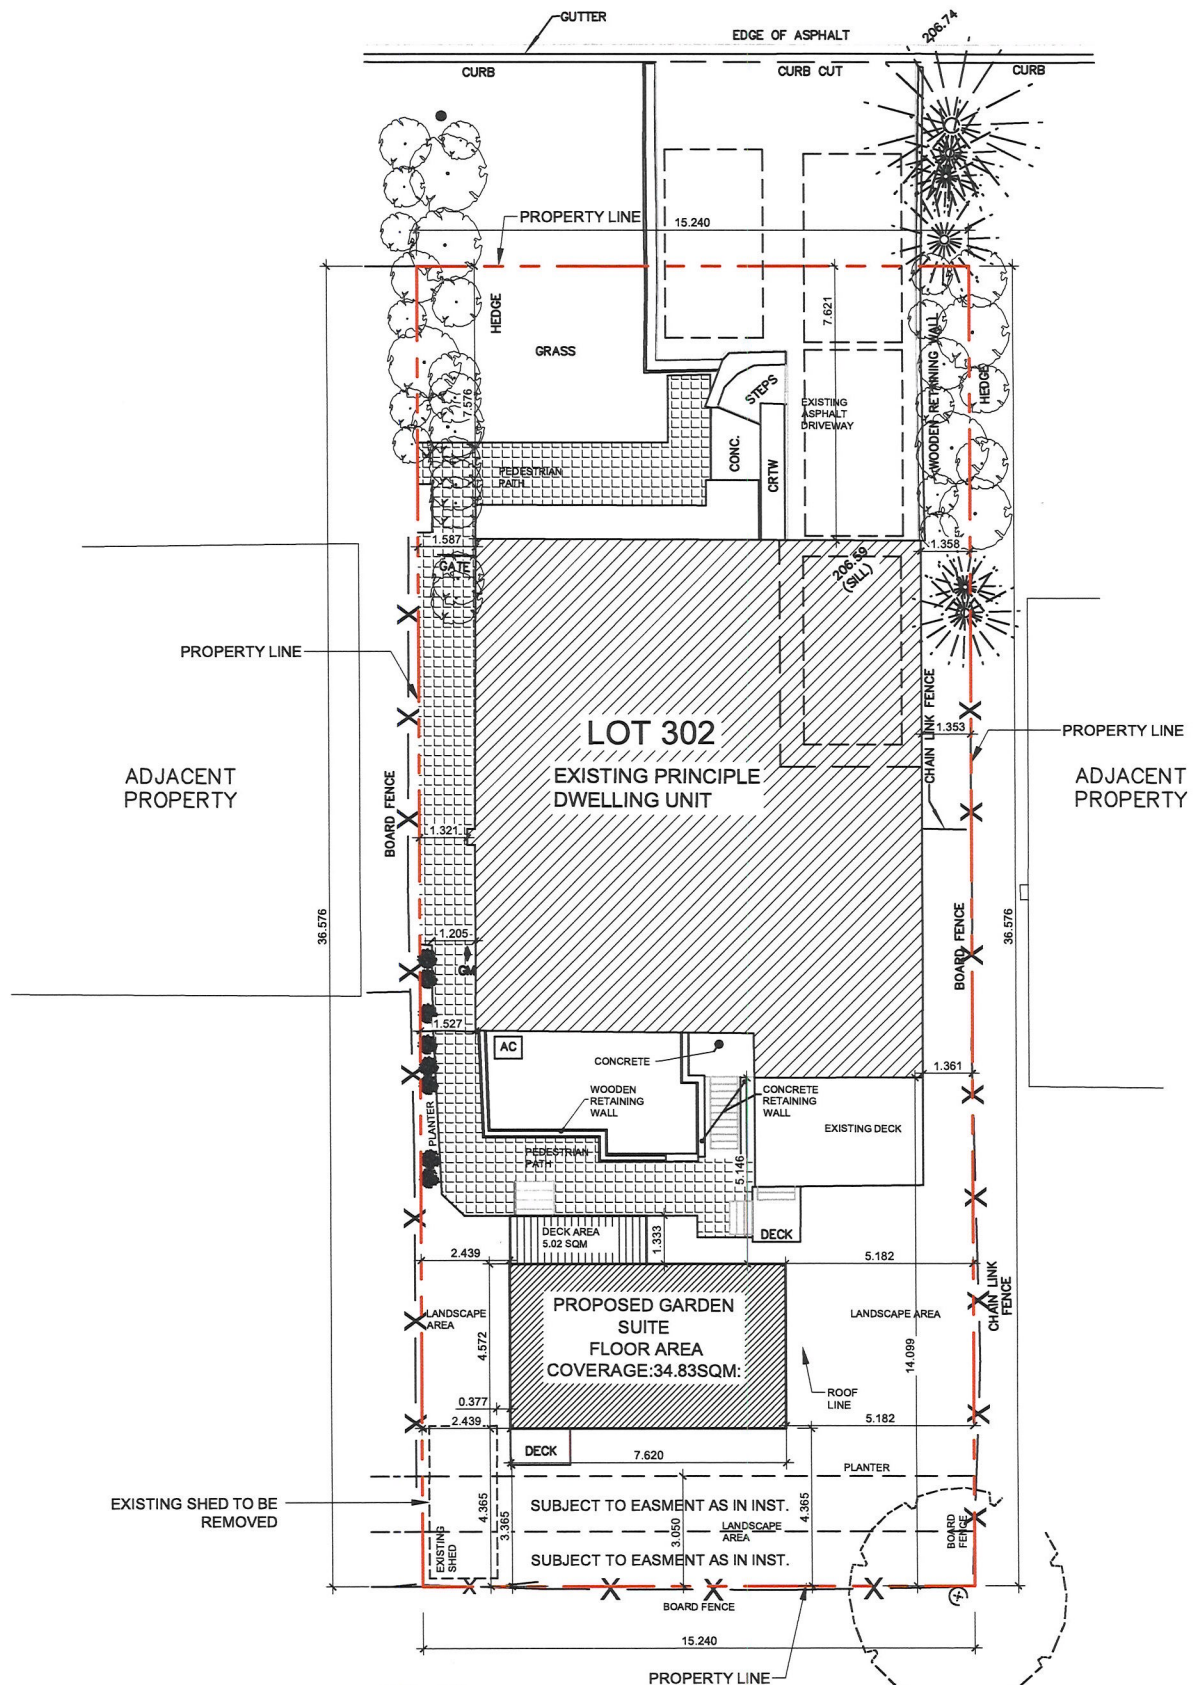 GUTTER
EDGE OF ASPHALT
206.74
CURB
CURB CUT
CURB
PROPERTY LINE
15.240
HEDGE
GRASS
7.621
7.576
STEPS
EXISTING
ASPHALT
DRIVEWAY
WOODEN RETAINING WALL
HEDGE
CONC.
CRTW
PEDESTRIAN
PATH
1.587
GATE
206.59
(SILL)
1.358
PROPERTY LINE
CHAIN LINK FENCE
1.353
PROPERTY LINE
LOT 302
EXISTING PRINCIPLE
DWELLING UNIT
ADJACENT
PROPERTY
ADJACENT
PROPERTY
BOARD FENCE
1.321
36.576
1.205
GM
BOARD FENCE
36.576
1.527
AC
CONCRETE
1.361
WOODEN
RETAINING
WALL
CONCRETE
RETAINING
WALL
PLANTER
EXISTING DECK
PEDESTRIAN
PATH
5.146
DECK AREA
5.02 SQM
1.333
DECK
2.439
5.182
CHAIN LINK
FENCE
LANDSCAPE
AREA
4.572
PROPOSED GARDEN
SUITE
FLOOR AREA
COVERAGE:34.83SQM:
LANDSCAPE AREA
14.099
ROOF
LINE
0.377
2.439
5.182
DECK
7.620
PLANTER
EXISTING SHED TO BE
REMOVED
4.365
3.365
SUBJECT TO EASMENT AS IN INST.
4.365
3.050
LANDSCAPE
AREA
BOARD
FENCE
EXISTING
SHED
SUBJECT TO EASMENT AS IN INST.
BOARD FENCE
15.240
PROPERTY LINE